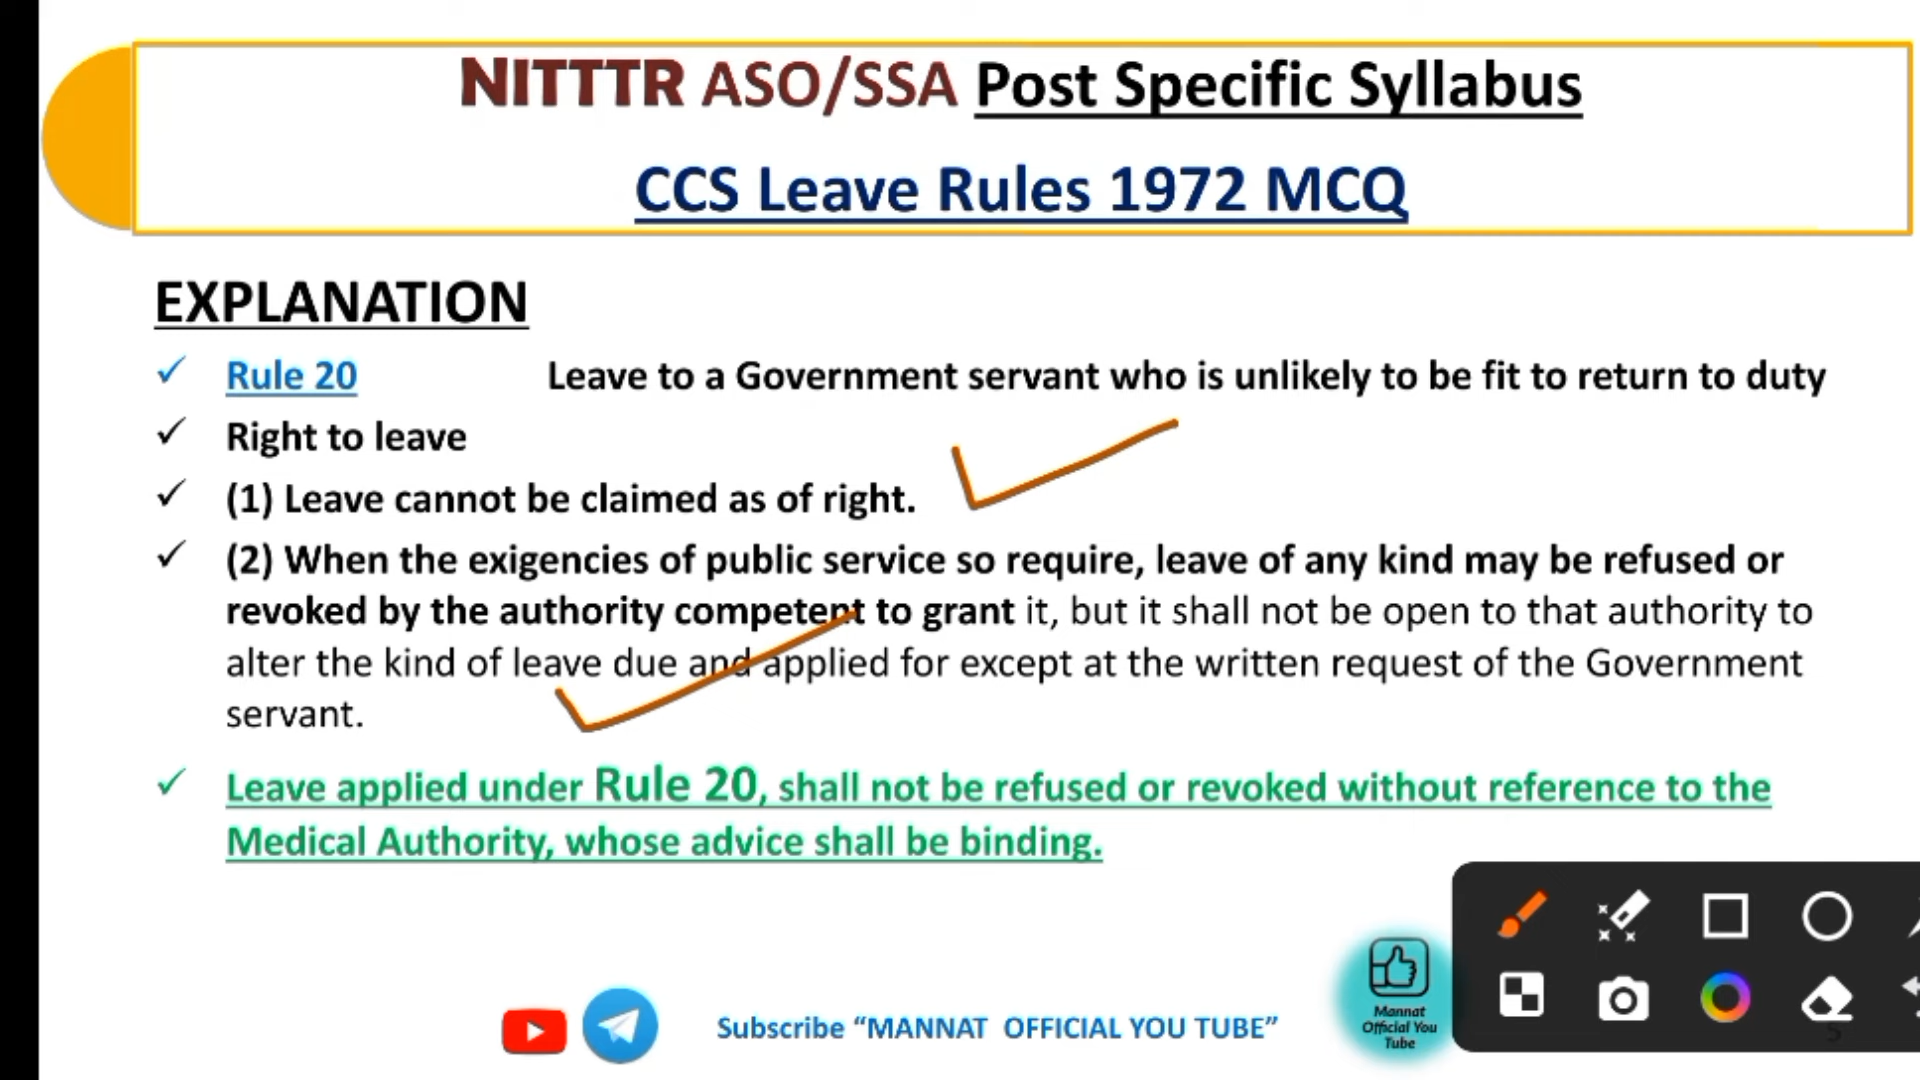 NITTTR ASO/SSA Post Specific Syllabus
CCS Leave Rules 1972 MCQ
EXPLANATION
Rule 20 Leave to a Government servant who is unlikely to be fit to return to duty
Right to leave
(1) Leave cannot be claimed as of right.
(2) When the exigencies of public service so require, leave of any kind may be refused or
revoked by the authority competent to grant it, but it shall not be open to that authority to
alter the kind of leave due and applied for except at the written request of the Government
servant.
Leave applied under Rule 20, shall not be refused or revoked without reference to the
Medical Authority, whose advice shall be binding.
Subscribe “MANNAT OFFICIAL YOU TUBE”
Mannat
Official You
Tube
5